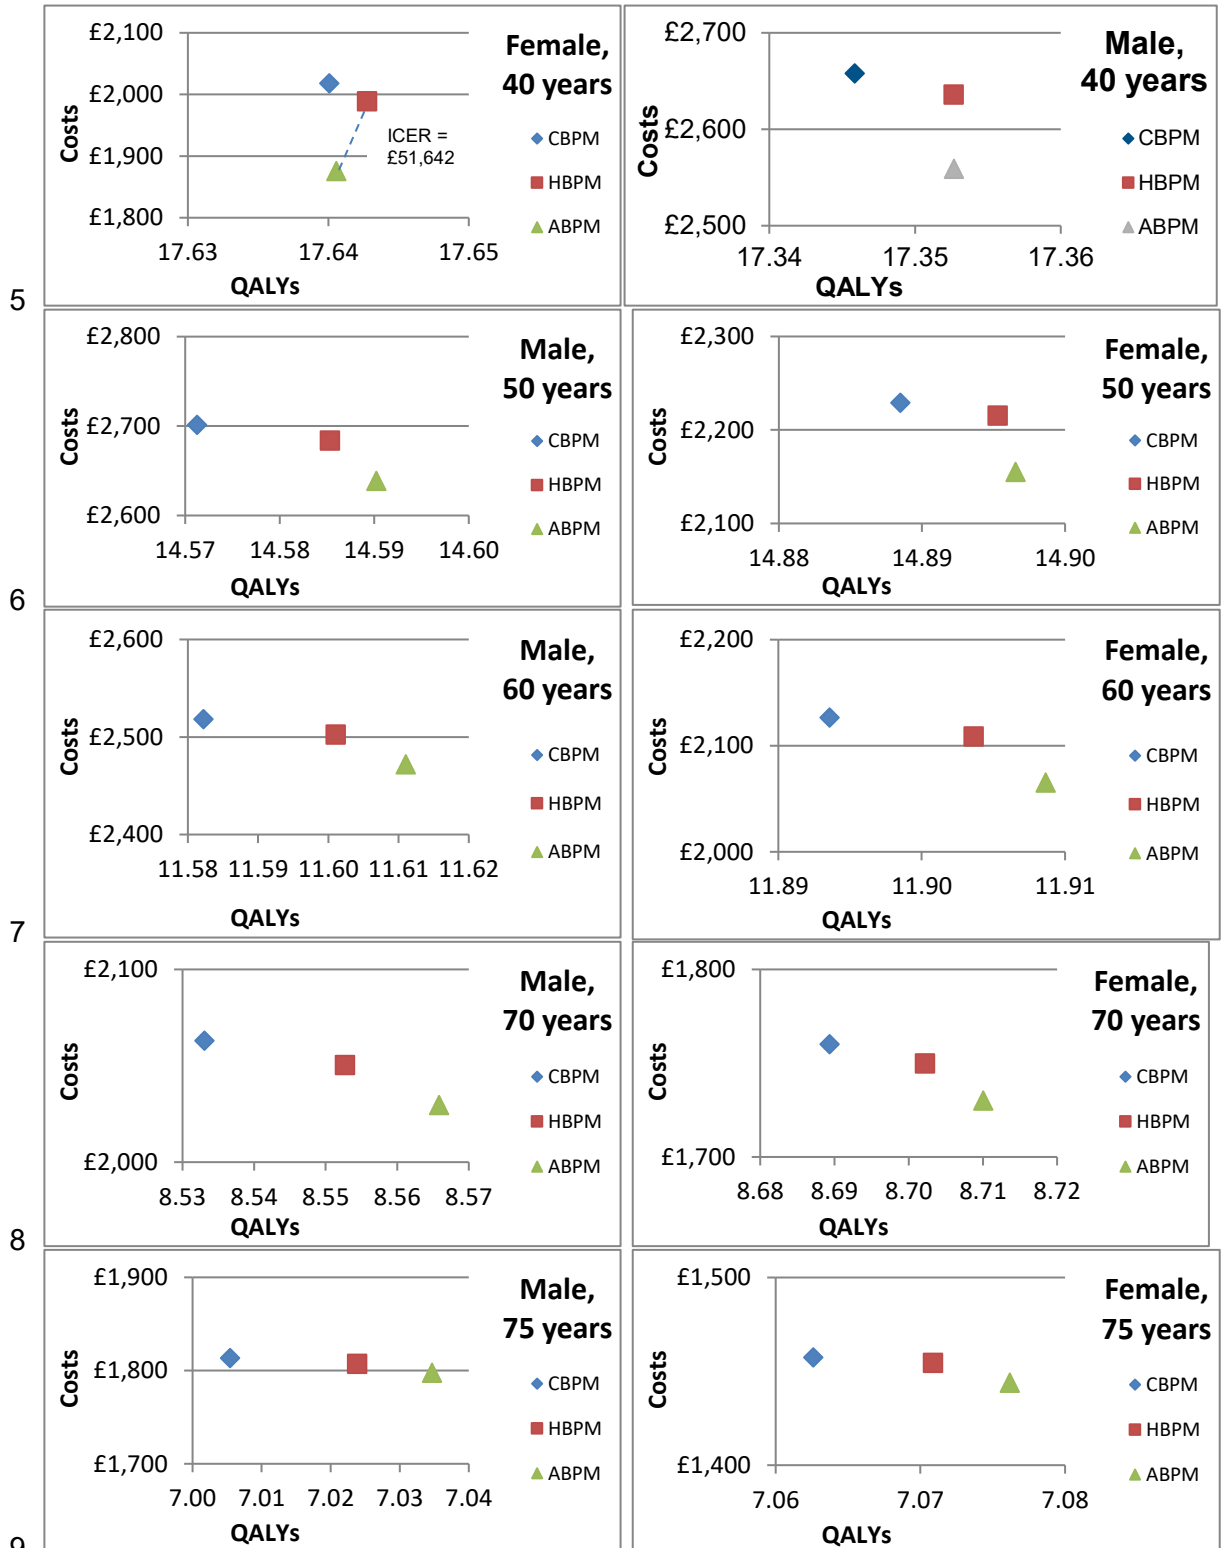 £2,100
£2,000
£1,900
£1,800
17.63 17.64 17.65
Costs
QALYs
Female,
40 years
ICER =
£51,642
CBPM
HBPM
ABPM
£2,700
£2,600
£2,500
17.34 17.35 17.36
Costs
QALYs
Male,
40 years
CBPM
HBPM
ABPM
5
£2,800
£2,700
£2,600
14.57 14.58 14.59 14.60
Costs
QALYs
Male,
50 years
CBPM
HBPM
ABPM
£2,300
£2,200
£2,100
14.88 14.89 14.90
Costs
QALYs
Female,
50 years
CBPM
HBPM
ABPM
6
£2,600
£2,500
£2,400
11.58 11.59 11.60 11.61 11.62
Costs
QALYs
Male,
60 years
CBPM
HBPM
ABPM
£2,200
£2,100
£2,000
11.89 11.90 11.91
Costs
QALYs
Female,
60 years
CBPM
HBPM
ABPM
7
£2,100
£2,000
8.53 8.54 8.55 8.56 8.57
Costs
QALYs
Male,
70 years
CBPM
HBPM
ABPM
£1,800
£1,700
8.68 8.69 8.70 8.71 8.72
Costs
QALYs
Female,
70 years
CBPM
HBPM
ABPM
8
£1,900
£1,800
£1,700
7.00 7.01 7.02 7.03 7.04
Costs
QALYs
Male,
75 years
CBPM
HBPM
ABPM
£1,500
£1,400
7.06 7.07 7.08
Costs
QALYs
Female,
75 years
CBPM
HBPM
ABPM
9